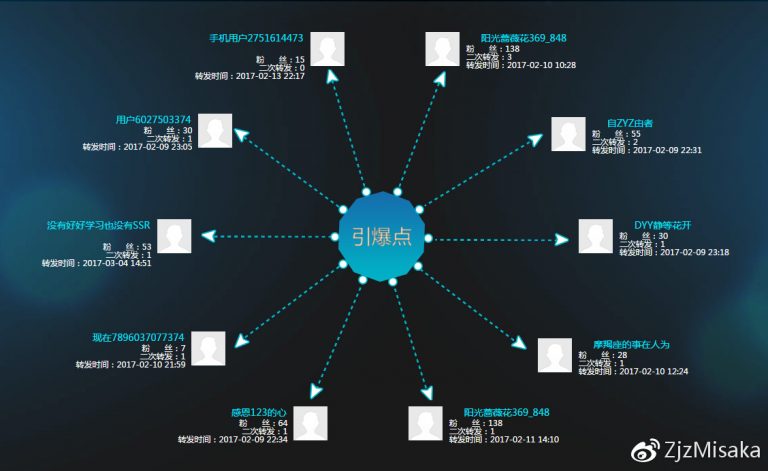 手机用户2751614473
粉 丝：15
二次转发：0
转发时间：2017-02-13 22:17
阳光蔷薇花369_848
粉 丝：138
二次转发：3
转发时间：2017-02-10 10:28
用户6027503374
粉 丝：30
二次转发：1
转发时间：2017-02-09 23:05
自ZYZ由者
粉 丝：55
二次转发：2
转发时间：2017-02-09 22:31
没有好好学习也没有SSR
粉 丝：53
二次转发：1
转发时间：2017-03-04 14:51
引爆点
DYY静等花开
粉 丝：30
二次转发：1
转发时间：2017-02-09 23:18
现在7896037077374
粉 丝：7
二次转发：1
转发时间：2017-02-10 21:59
摩羯座的事在人为
粉 丝：28
二次转发：1
转发时间：2017-02-10 12:24
感恩123的心
粉 丝：64
二次转发：1
转发时间：2017-02-09 22:34
阳光蔷薇花369_848
粉 丝：138
二次转发：1
转发时间：2017-02-11 14:10
ZjzMisaka